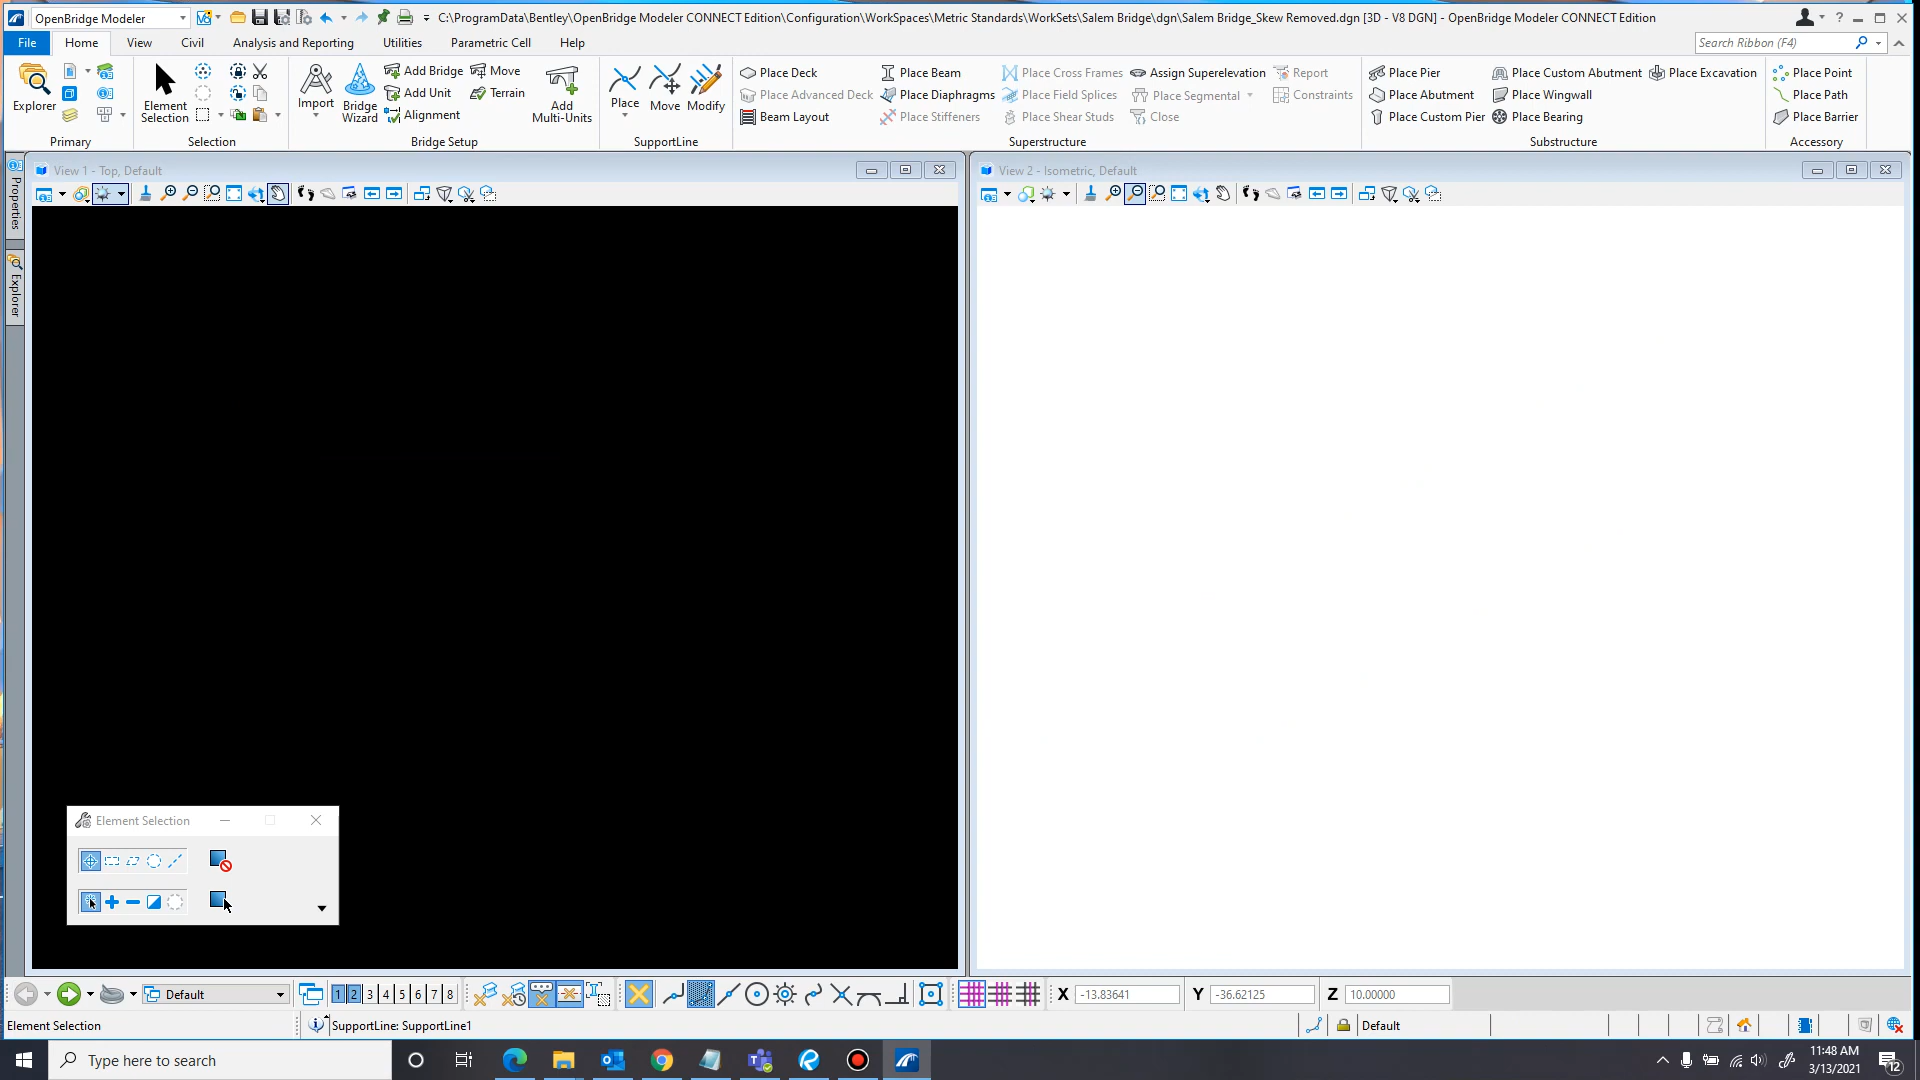 OpenBridge Modeler
C:\ProgramData\Bentley\OpenBridge Modeler CONNECT Edition\Configuration\WorkSpaces\Metric Standards\WorkSets\Salem Bridge\dgn\Salem Bridge_Skew Removed.dgn [3D - V8 DGN] - OpenBridge Modeler CONNECT Edition
File Home View Civil Analysis and Reporting Utilities Parametric Cell Help
Search Ribbon (F4)
Explorer
Primary
Element
Selection
Selection
Import
Bridge
Wizard
Add Bridge
Add Unit
Alignment
Move
Terrain
Add
Multi-Units
Bridge Setup
Place Move Modify
SupportLine
Place Deck
Place Advanced Deck
Beam Layout
Place Beam
Place Diaphragms
Place Stiffeners
Place Cross Frames
Place Field Splices
Place Shear Studs
Assign Superelevation
Place Segmental
Close
Report
Constraints
Superstructure
Place Pier
Place Abutment
Place Custom Pier
Place Custom Abutment
Place Wingwall
Place Bearing
Place Excavation
Substructure
Place Point
Place Path
Place Barrier
Accessory
Properties
Explorer
View 1 - Top, Default
View 2 - Isometric, Default
Element Selection
Default
1 2 3 4 5 6 7 8
X -13.83641
Y -36.62125
Z 10.00000
Element Selection
SupportLine: SupportLine1
Default
Type here to search
11:48 AM
3/13/2021
12